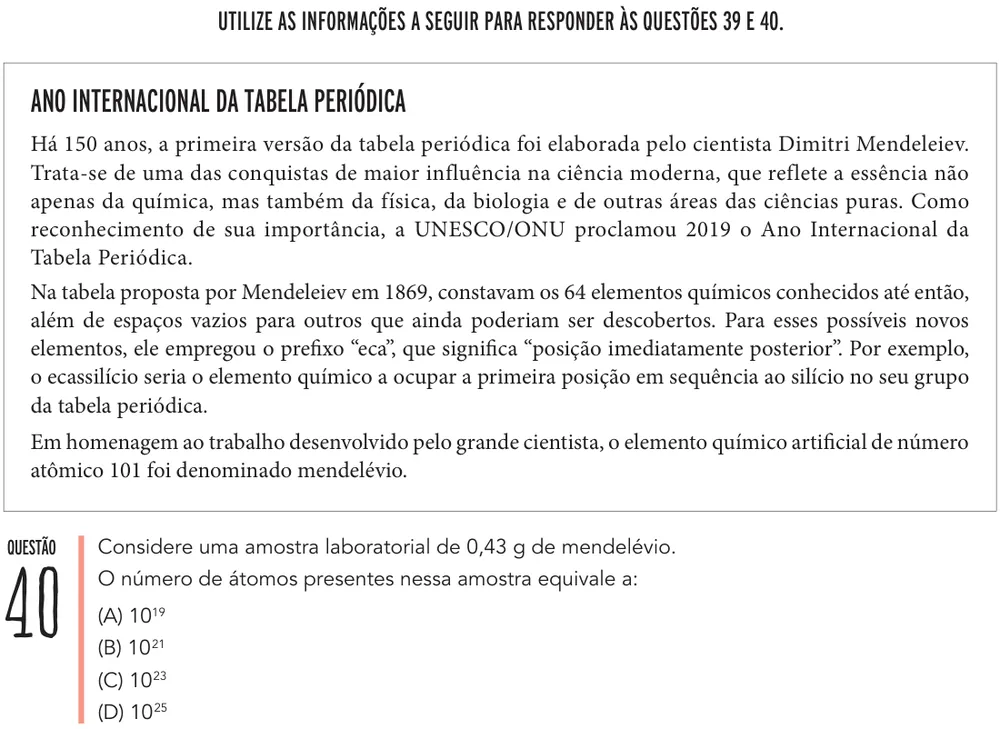 UTILIZE AS INFORMAÇÕES A SEGUIR PARA RESPONDER ÀS QUESTÕES 39 E 40.
ANO INTERNACIONAL DA TABELA PERIÓDICA
Há 150 anos, a primeira versão da tabela periódica foi elaborada pelo cientista Dimitri Mendeleiev.
Trata-se de uma das conquistas de maior influência na ciência moderna, que reflete a essência não
apenas da química, mas também da física, da biologia e de outras áreas das ciências puras. Como
reconhecimento de sua importância, a UNESCO/ONU proclamou 2019 o Ano Internacional da
Tabela Periódica.
Na tabela proposta por Mendeleiev em 1869, constavam os 64 elementos químicos conhecidos até então,
além de espaços vazios para outros que ainda poderiam ser descobertos. Para esses possíveis novos
elementos, ele empregou o prefixo “eca”, que significa “posição imediatamente posterior”. Por exemplo,
o ecassilício seria o elemento químico a ocupar a primeira posição em sequência ao silício no seu grupo
da tabela periódica.
Em homenagem ao trabalho desenvolvido pelo grande cientista, o elemento químico artificial de número
atômico 101 foi denominado mendelévio.
QUESTÃO
40
Considere uma amostra laboratorial de 0,43 g de mendelévio.
O número de átomos presentes nessa amostra equivale a:
(A) 10¹⁹
(B) 10²¹
(C) 10²³
(D) 10²⁵